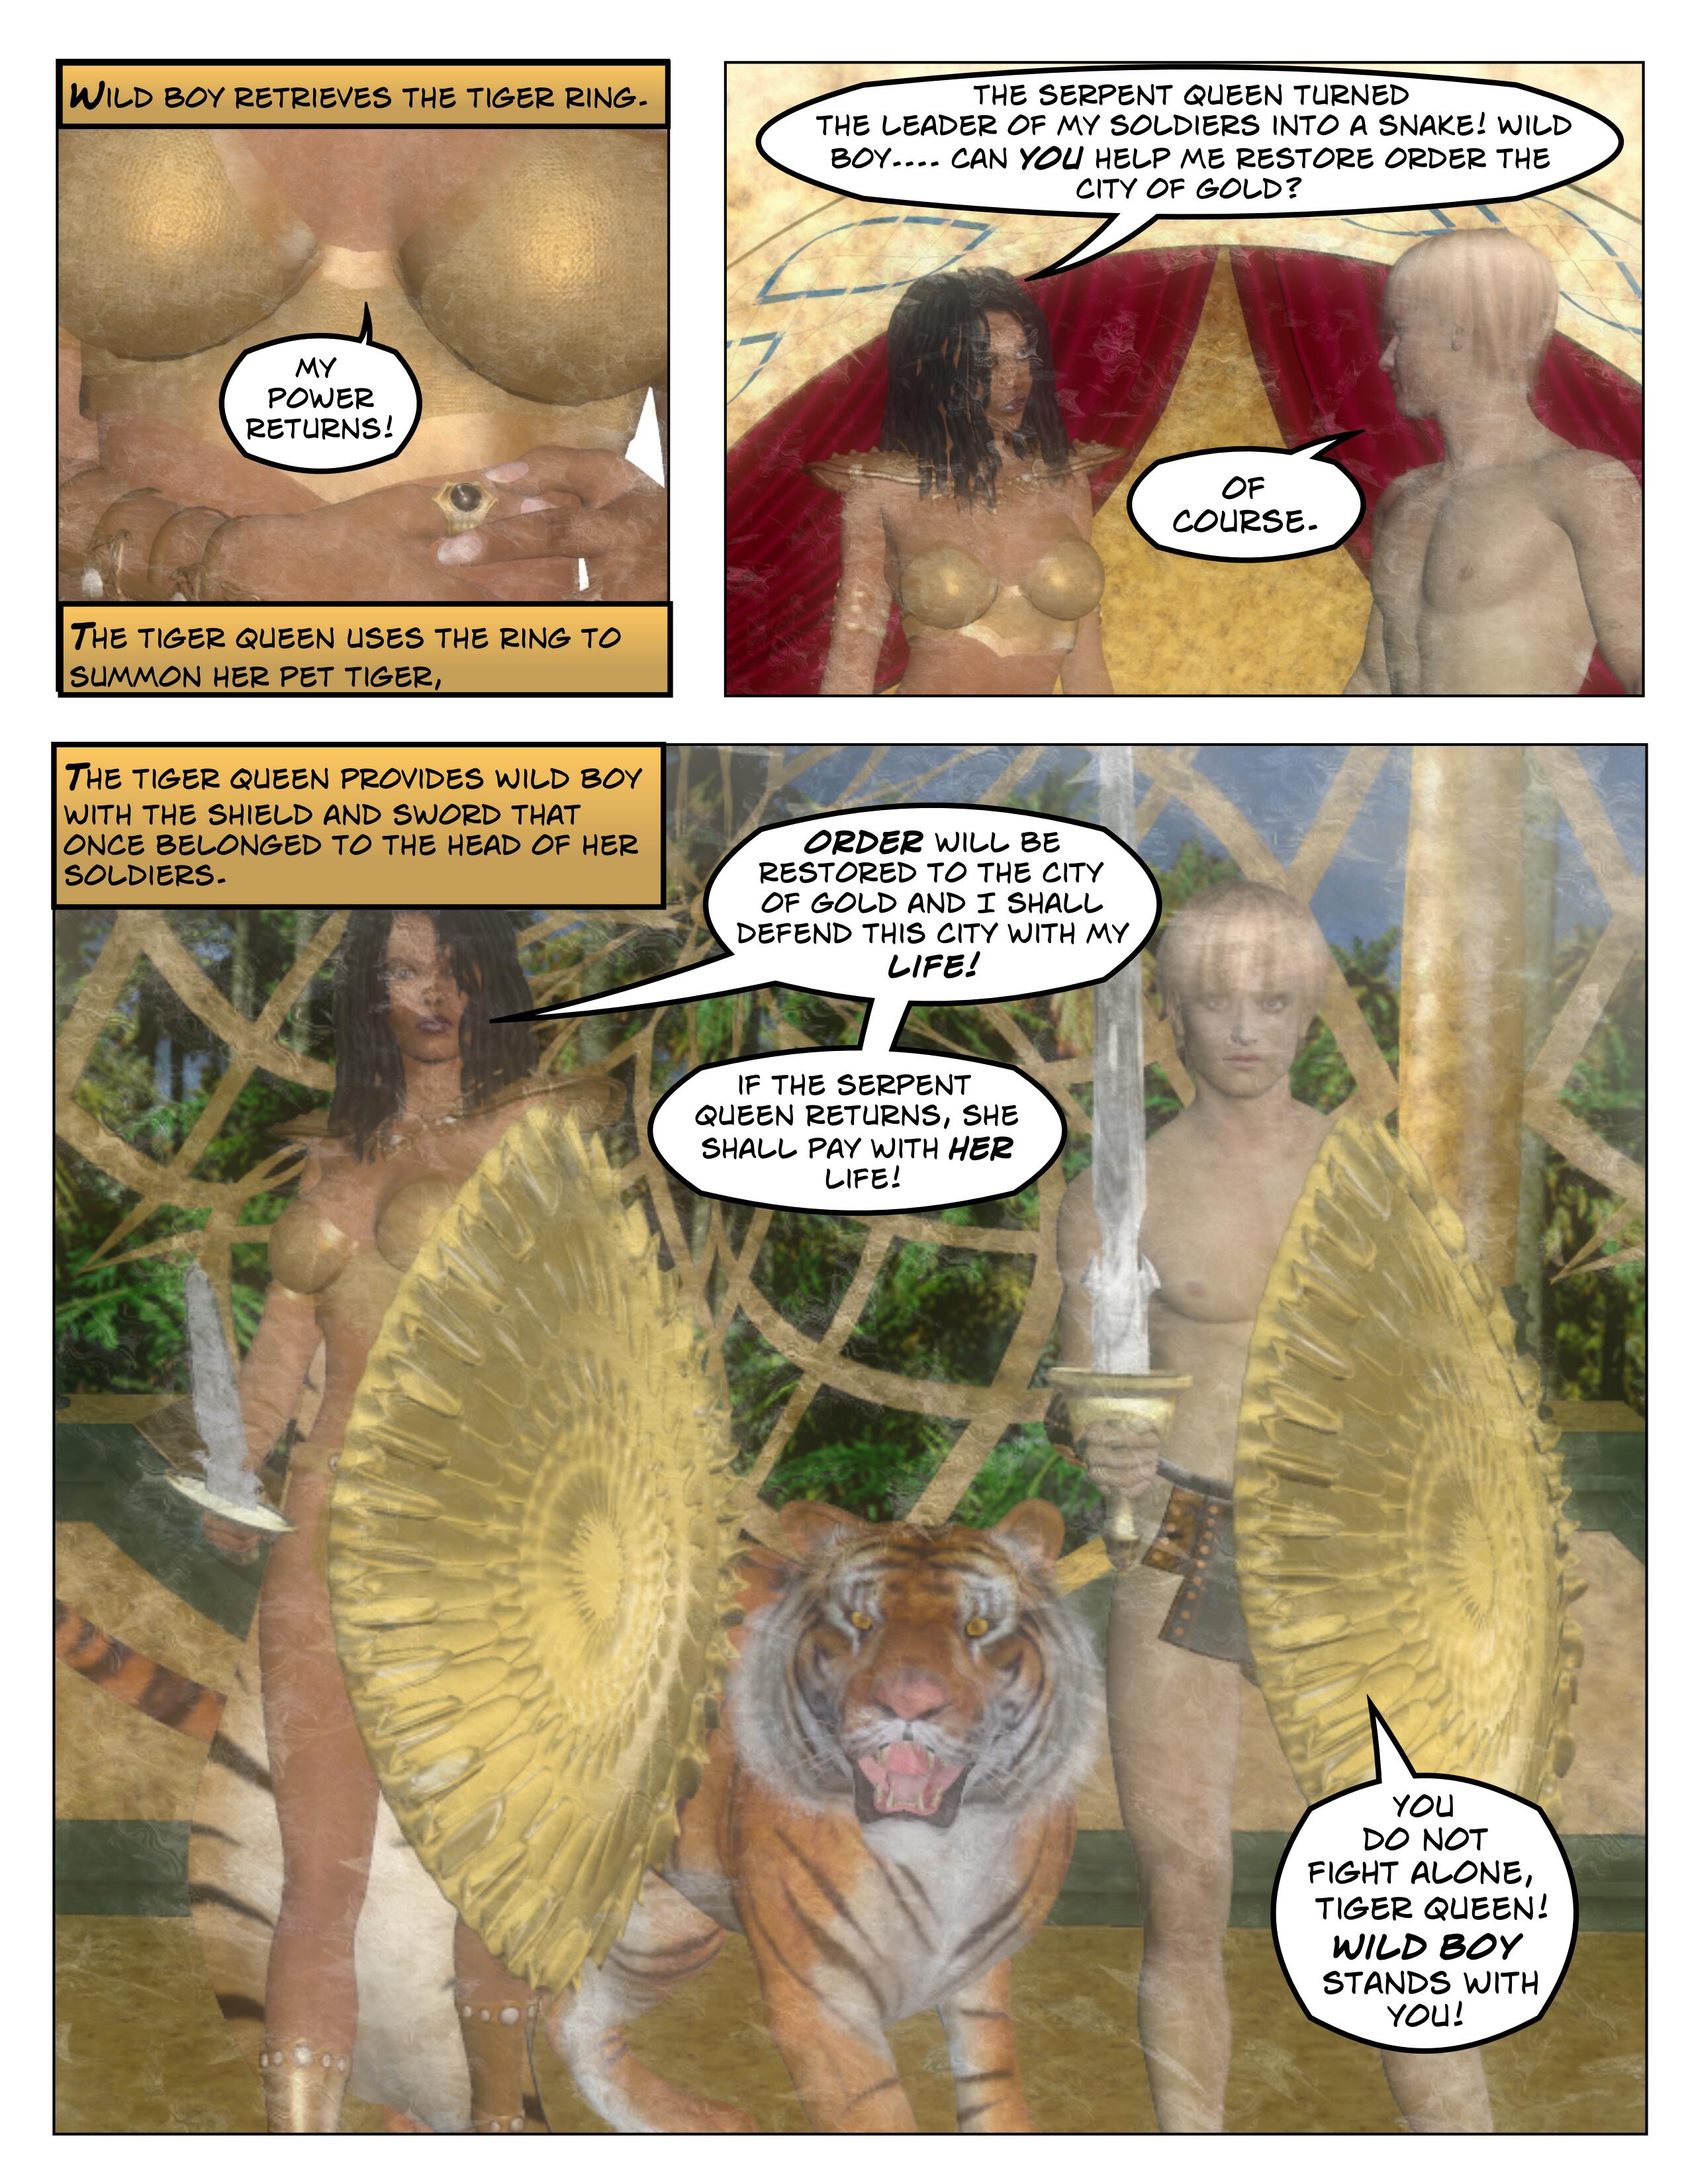 WILD BOY RETRIEVES THE TIGER RING.
MY
POWER
RETURNS!
THE TIGER QUEEN USES THE RING TO
SUMMON HER PET TIGER,
THE SERPENT QUEEN TURNED
THE LEADER OF MY SOLDIERS INTO A SNAKE! WILD
BOY.... CAN YOU HELP ME RESTORE ORDER THE
CITY OF GOLD?
OF
COURSE.
THE TIGER QUEEN PROVIDES WILD BOY
WITH THE SHIELD AND SWORD THAT
ONCE BELONGED TO THE HEAD OF HER
SOLDIERS.
ORDER WILL BE
RESTORED TO THE CITY
OF GOLD AND I SHALL
DEFEND THIS CITY WITH MY
LIFE!
IF THE SERPENT
QUEEN RETURNS, SHE
SHALL PAY WITH HER
LIFE!
YOU
DO NOT
FIGHT ALONE,
TIGER QUEEN!
WILD BOY
STANDS WITH
YOU!